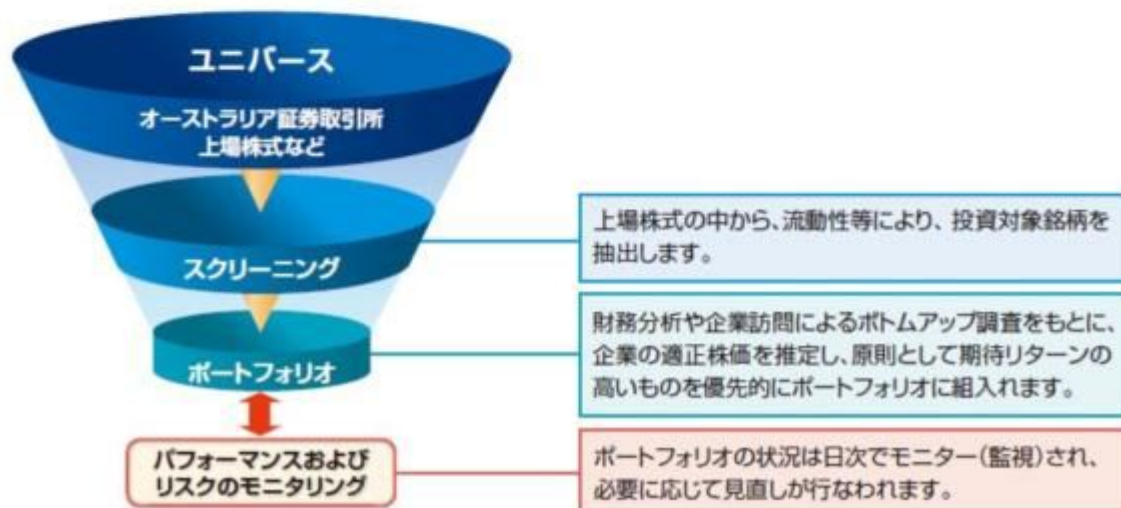 ユニバース
オーストラリア証券取引所
上場株式など
スクリーニング
上場株式の中から、流動性等により、投資対象銘柄を
抽出します。
ポートフォリオ
財務分析や企業訪問によるボトムアップ調査をもとに、
企業の適正株価を推定し、原則として期待リターンの
高いものを優先的にポートフォリオに組入れます。
パフォーマンスおよび
リスクのモニタリング
ポートフォリオの状況は日次でモニター(監視)され、
必要に応じて見直しが行なわれます。